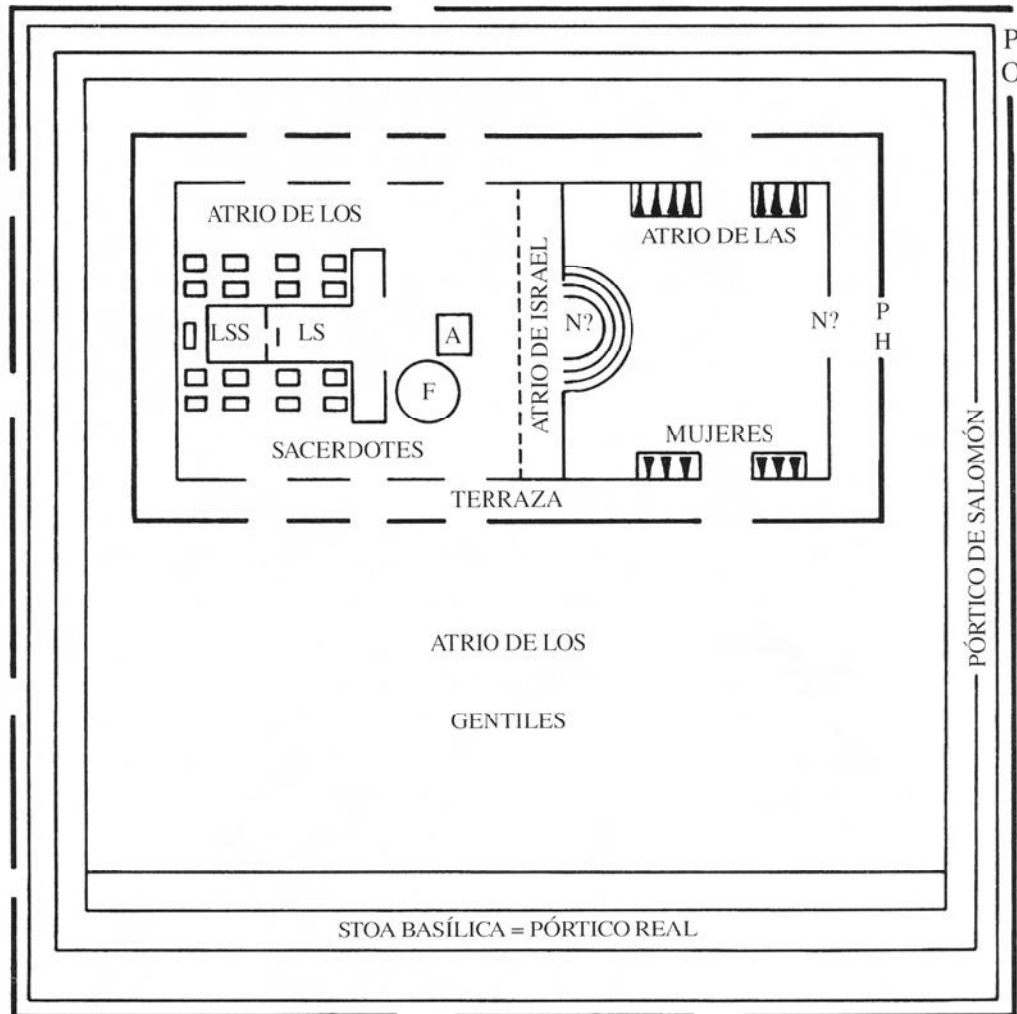 P
O
ATRIO DE LOS
ATRIO DE LAS
ATRIO DE ISRAEL
LSS
LS
A
N?
N?
P
H
F
MUJERES
SACERDOTES
TERRAZA
PÓRTICO DE SALOMÓN
ATRIO DE LOS
GENTILES
STOA BASÍLICA = PÓRTICO REAL